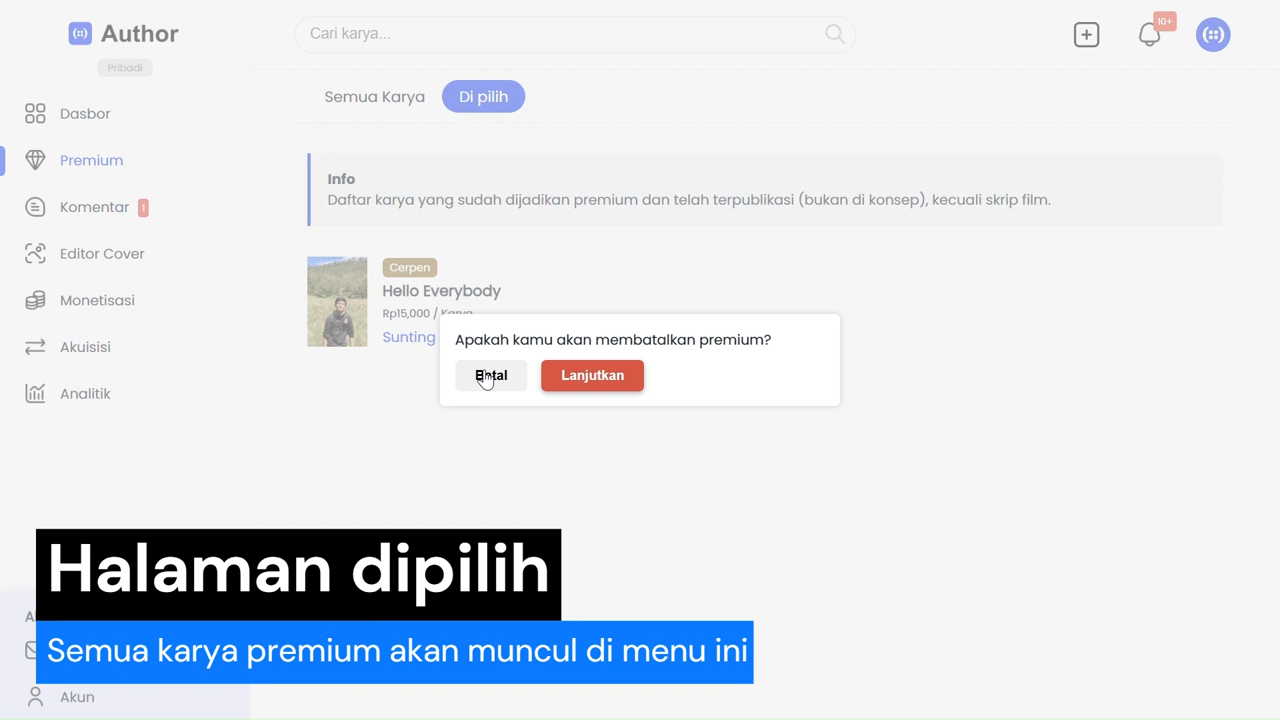 Author
Pribadi
Dasbor
Premium
Komentar 1
Editor Cover
Monetisasi
Akuisisi
Analitik
Akun
Cari karya...
10+
Semua Karya
Di pilih
Info
Daftar karya yang sudah dijadikan premium dan telah terpublikasi (bukan di konsep), kecuali skrip film.
Cerpen
Hello Everybody
Rp15,000 / Karya
Sunting
Apakah kamu akan membatalkan premium?
Batal
Lanjutkan
Halaman dipilih
Semua karya premium akan muncul di menu ini